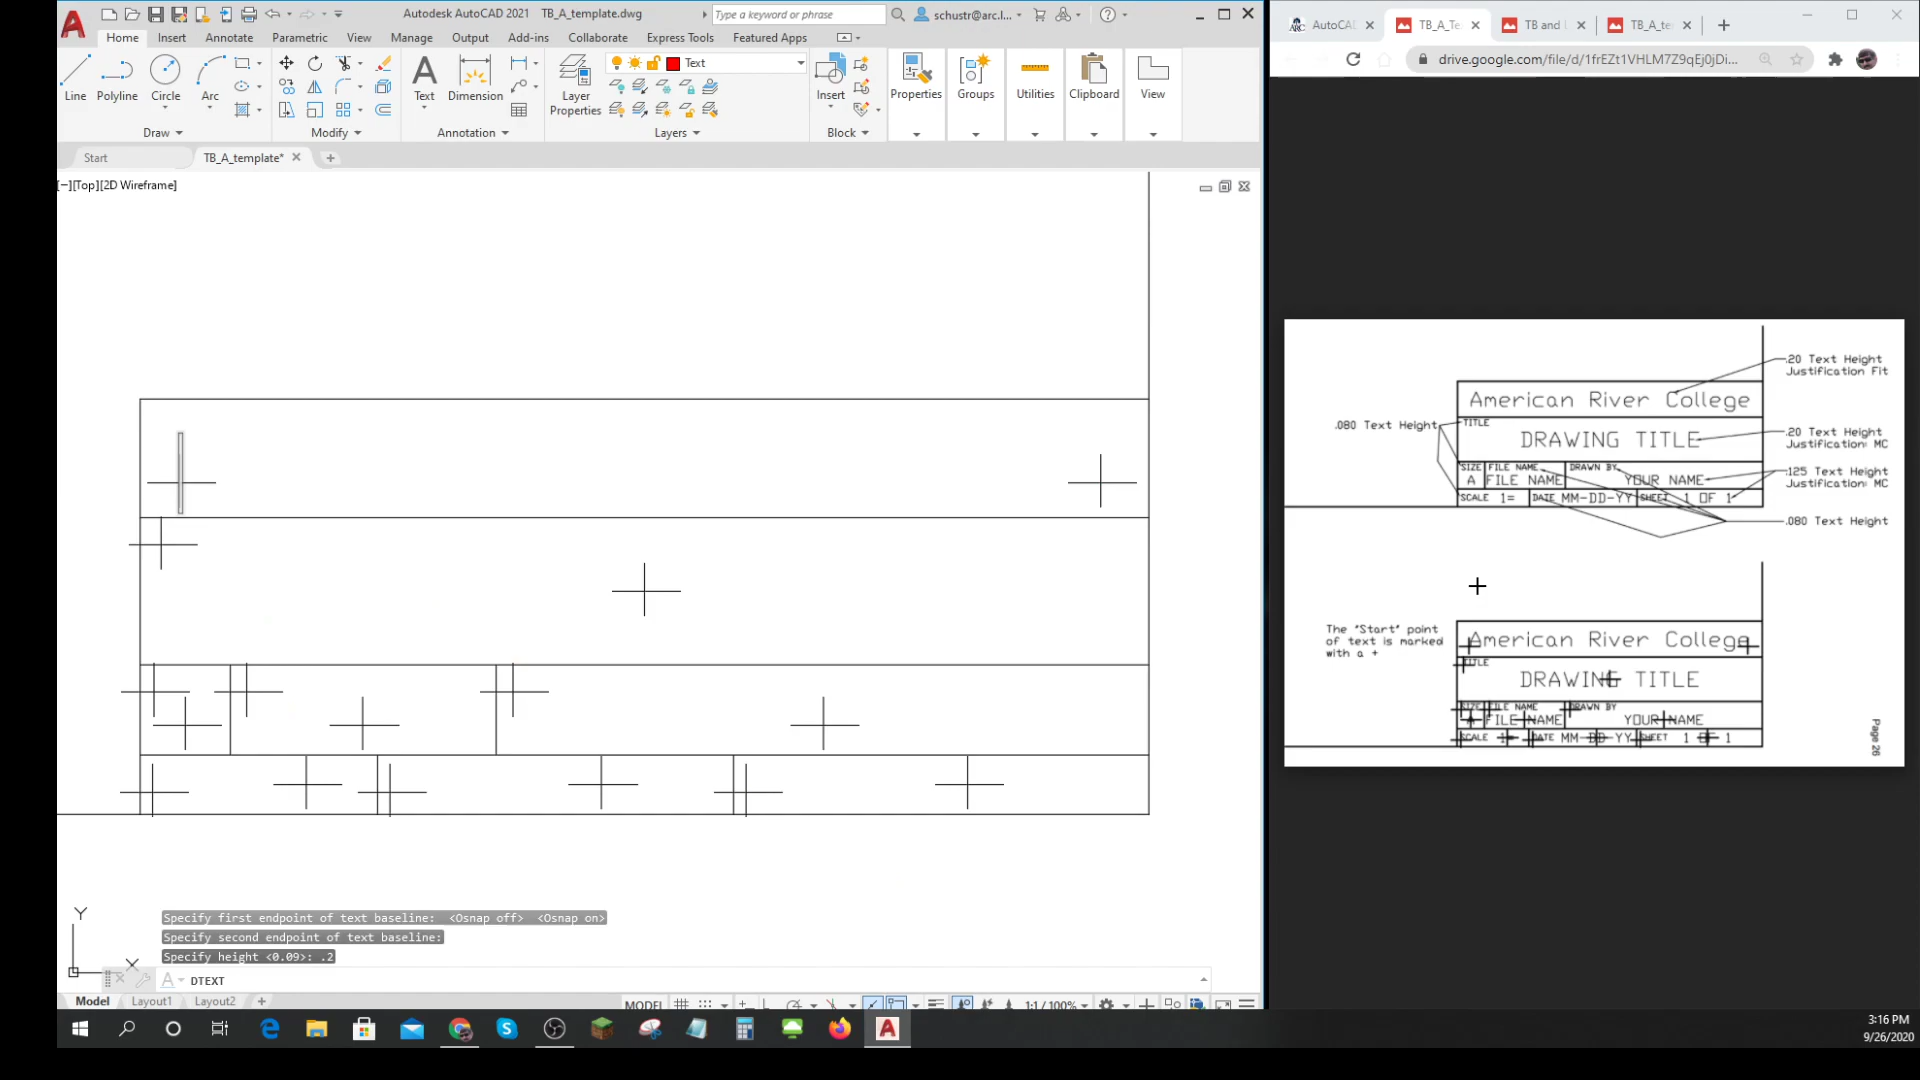 Autodesk AutoCAD 2021 TB_A_template.dwg
Type a keyword or phrase
schustr@arc.l...
Home Insert Annotate Parametric View Manage Output Add-ins Collaborate Express Tools Featured Apps
Line Polyline Circle Arc
Text Dimension
Layer Properties
Text
Insert
Properties Groups Utilities Clipboard View
Draw Modify Annotation Layers Block
Start TB_A_template*
[−][Top][2D Wireframe]
Y
X
Specify first endpoint of text baseline: <Osnap off> <Osnap on>
Specify second endpoint of text baseline:
Specify height <0.09>: .2
DTEXT
Model Layout1 Layout2
MODEL 1:1 / 100%
AutoCA TB_A_Te TB and TB_A_te
drive.google.com/file/d/1frEZt1VHLM7Z9qEj0jDi...
.20 Text Height
Justification Fit
American River College
.080 Text Height
TITLE
DRAWING TITLE
.20 Text Height
Justification: MC
SIZE FILE NAME DRAWN BY
A FILE NAME YOUR NAME
.125 Text Height
Justification: MC
SCALE 1= DATE MM-DD-YY SHEET 1 OF 1
.080 Text Height
The "Start" point
of text is marked
with a +
American River College
TITLE
DRAWING TITLE
SIZE FILE NAME DRAWN BY
A FILE NAME YOUR NAME
SCALE 1= DATE MM-DD-YY SHEET 1 OF 1
Page 26
3:16 PM
9/26/2020